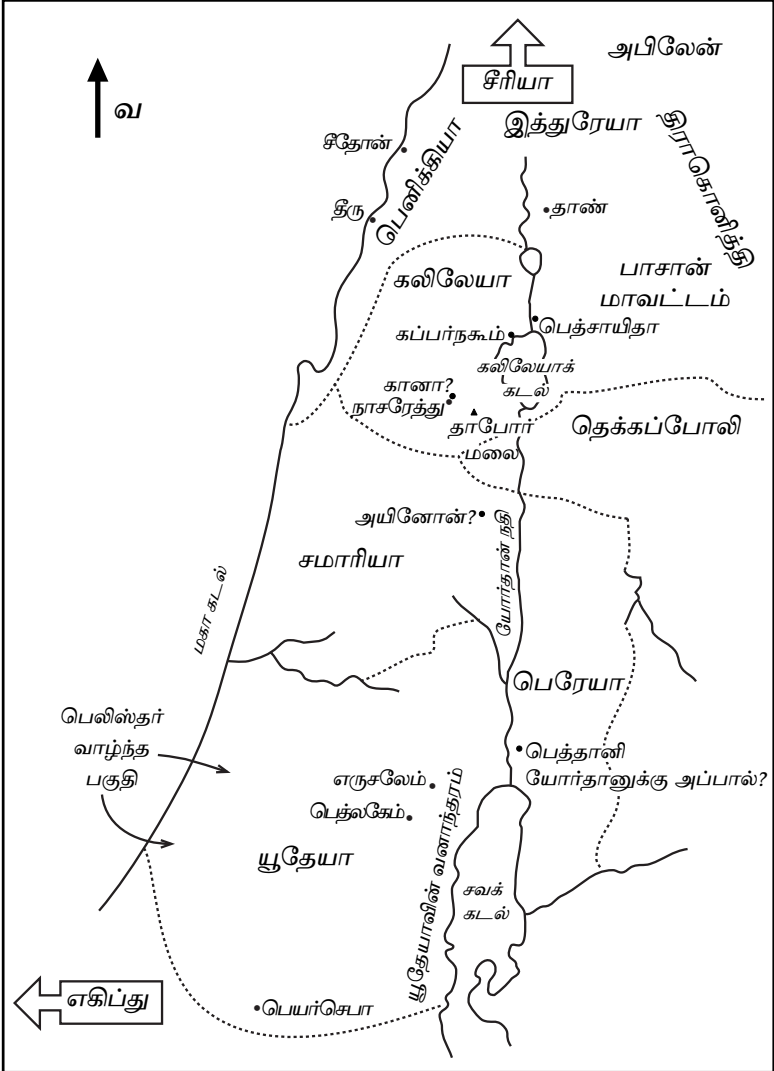 அபிலேன்
சீரியா
வ
இத்துரேயா
திராகொனித்தி
சீதோன்
பெனிக்கியா
தீரு
தாண்
கலிலேயா
பாசான்
மாவட்டம்
கப்பர்நகூம்
பெத்சாயிதா
கலிலேயாக்
கடல்
கானா?
நாசரேத்து
தாபோர்
மலை
தெக்கப்போலி
அயினோன்?
யோர்தான் நதி
சமாரியா
மகா கடல்
பெரேயா
பெலிஸ்தர்
வாழ்ந்த
பகுதி
பெத்தானி
யோர்தானுக்கு அப்பால்?
எருசலேம்
பெத்லகேம்
யூதேயா
யூதேயாவின் வனாந்தரம்
சவக்
கடல்
எகிப்து
பெயர்செபா